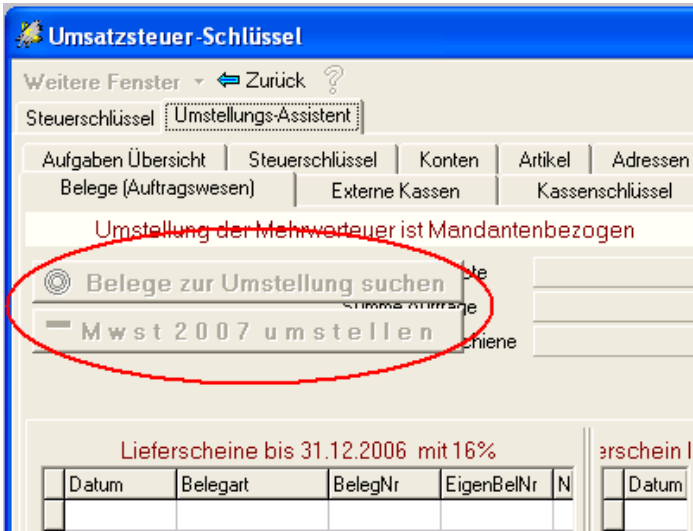 Umsatzsteuer-Schlüssel
Weitere Fenster Zurück
Steuerschlüssel Umstellungs-Assistent
Aufgaben Übersicht Steuerschlüssel Konten Artikel Adressen
Belege (Auftragswesen) Externe Kassen Kassenschlüssel
Umstellung der Mehrwerteuer ist Mandantenbezogen
Belege zur Umstellung suchen
Mwst 2007 umstellen
Lieferscheine bis 31.12.2006 mit 16%
Datum Belegart BelegNr EigenBelNr N Datum